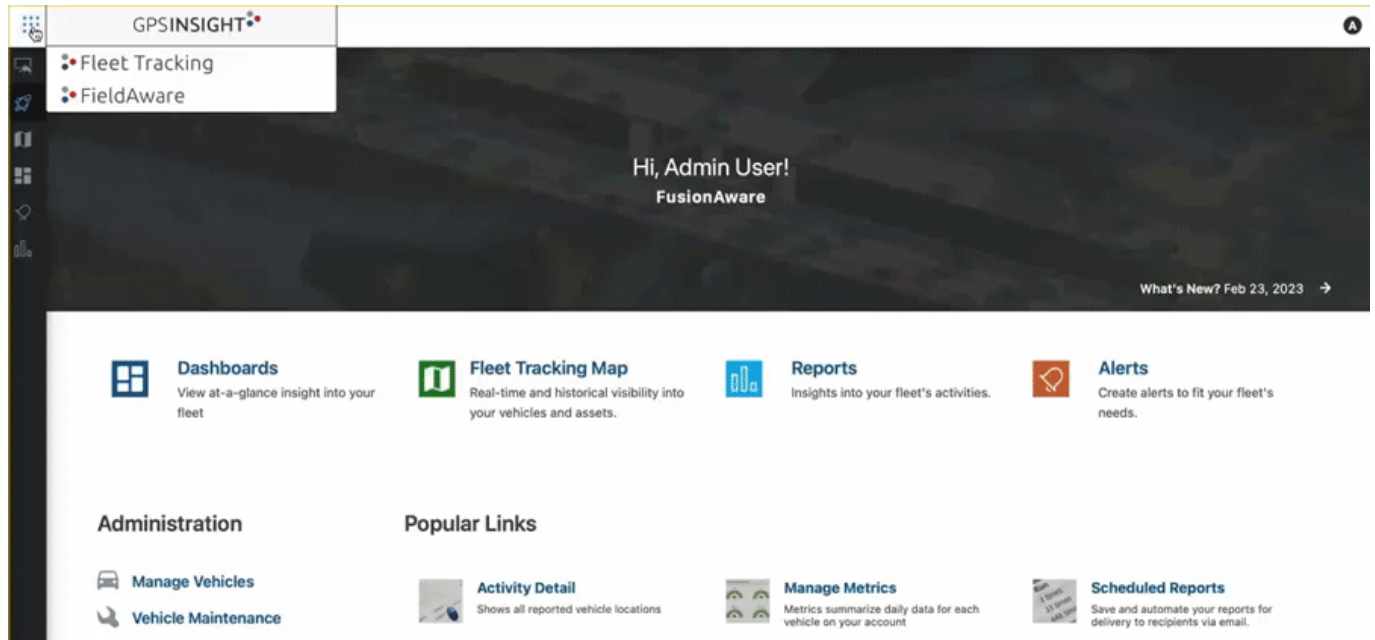 GPSINSIGHT
A
Fleet Tracking
FieldAware
Hi, Admin User!
FusionAware
What's New? Feb 23, 2023
Dashboards
View at-a-glance insight into your
fleet
Fleet Tracking Map
Real-time and historical visibility into
your vehicles and assets.
Reports
Insights into your fleet's activities.
Alerts
Create alerts to fit your fleet's
needs.
Administration
Manage Vehicles
Vehicle Maintenance
Popular Links
Activity Detail
Shows all reported vehicle locations
Manage Metrics
Metrics summarize daily data for each
vehicle on your account
Scheduled Reports
Save and automate your reports for
delivery to recipients via email.